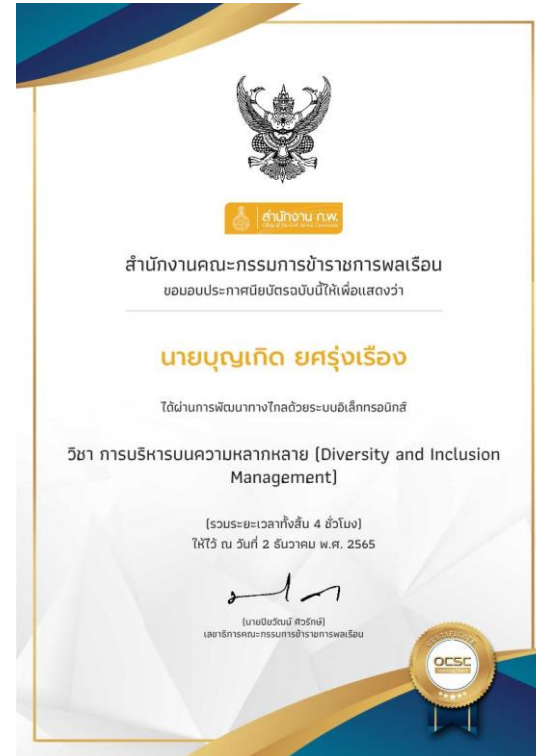 สำนักงาน ก.พ.
สำนักงานคณะกรรมการข้าราชการพลเรือน
ขอมอบประกาศนียบัตรฉบับนี้ให้เพื่อแสดงว่า
นายบุญเกิด ยศรุ่งเรือง
ได้ผ่านการพัฒนาทางไกลด้วยระบบอิเล็กทรอนิกส์
วิชา การบริหารบนความหลากหลาย (Diversity and Inclusion
Management)
(รวมระยะเวลาทั้งสิ้น 4 ชั่วโมง)
ให้ไว้ ณ วันที่ 2 ธันวาคม พ.ศ. 2565
(นายปิยวัฒน์ ศิวรักษ์)
เลขาธิการคณะกรรมการข้าราชการพลเรือน
OCSC